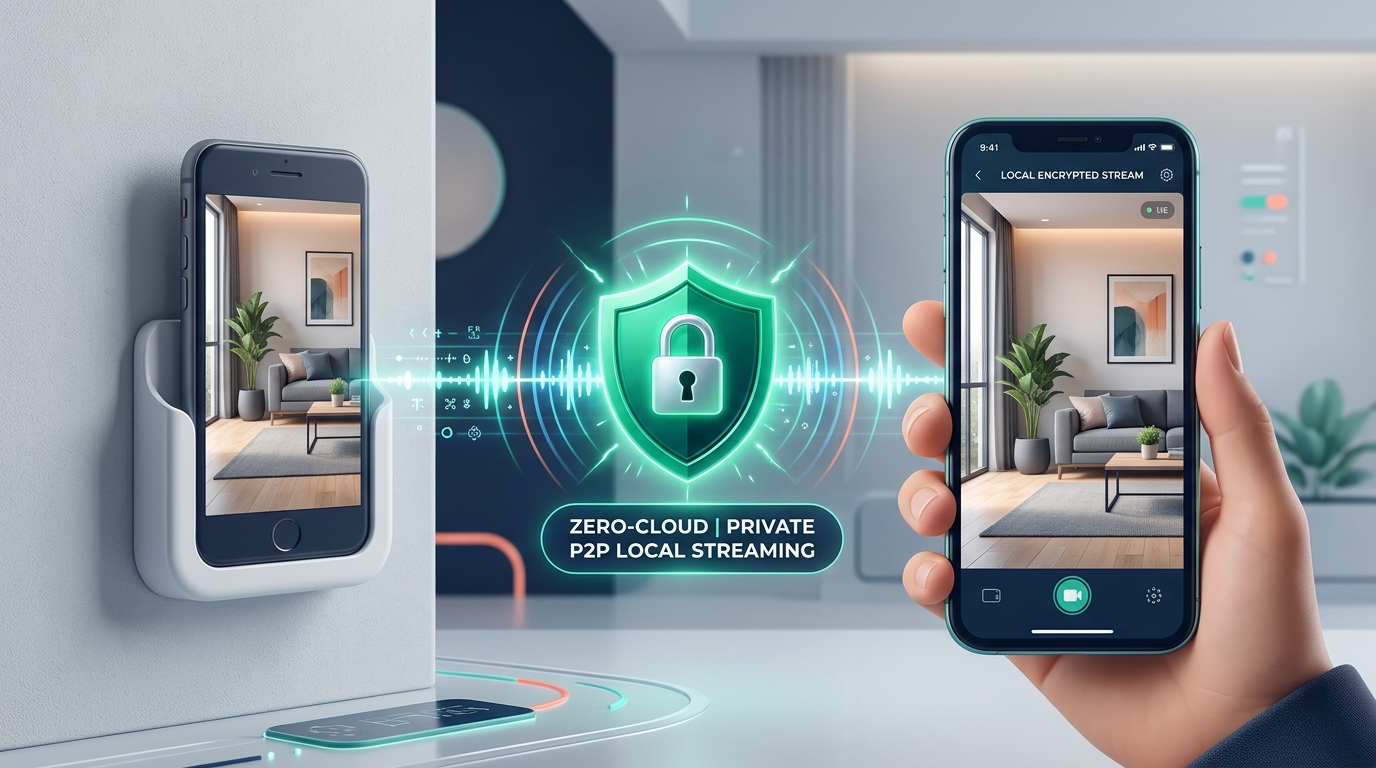 9:41
LOCAL ENCRYPTED STREAM
ZERO-CLOUD | PRIVATE
P2P LOCAL STREAMING